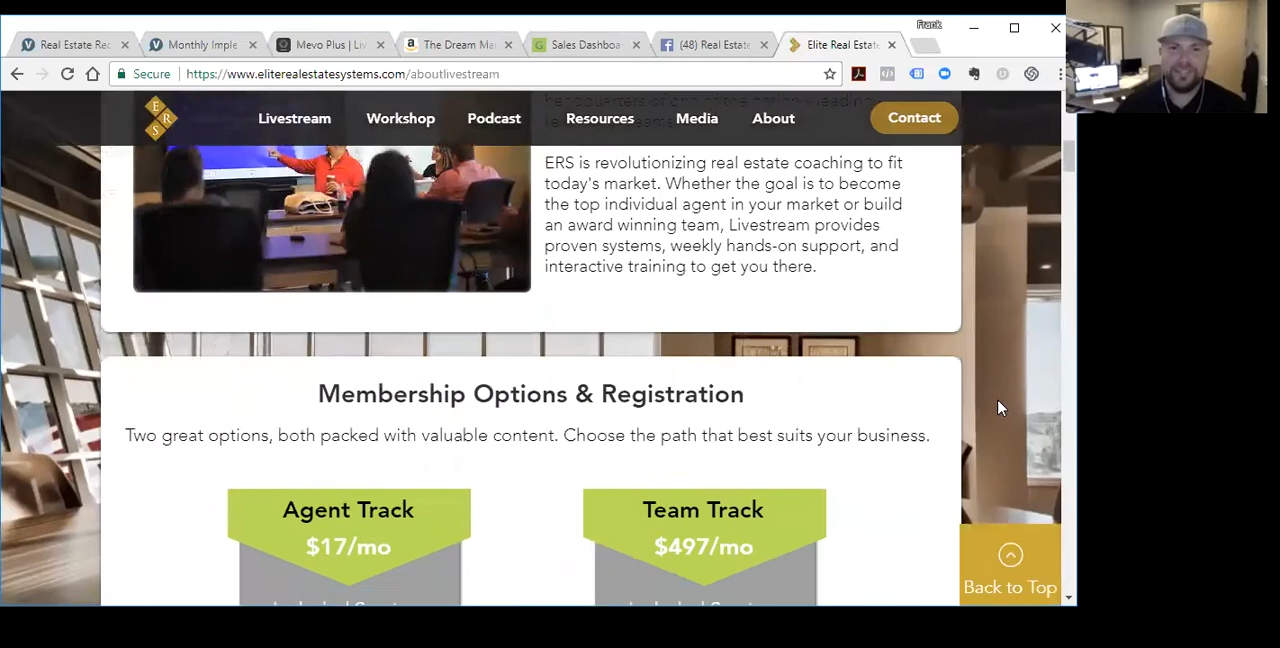 Frank
Real Estate Rec
Monthly Imple
Mevo Plus | Liv
The Dream Ma
Sales Dashboa
(48) Real Estate
Elite Real Estate
Secure
https://www.eliterealestatesystems.com/aboutlivestream
E
R
S
Livestream
Workshop
Podcast
Resources
Media
About
Contact
ERS is revolutionizing real estate coaching to fit
today's market. Whether the goal is to become
the top individual agent in your market or build
an award winning team, Livestream provides
proven systems, weekly hands-on support, and
interactive training to get you there.
Membership Options & Registration
Two great options, both packed with valuable content. Choose the path that best suits your business.
Agent Track
$17/mo
Team Track
$497/mo
Back to Top